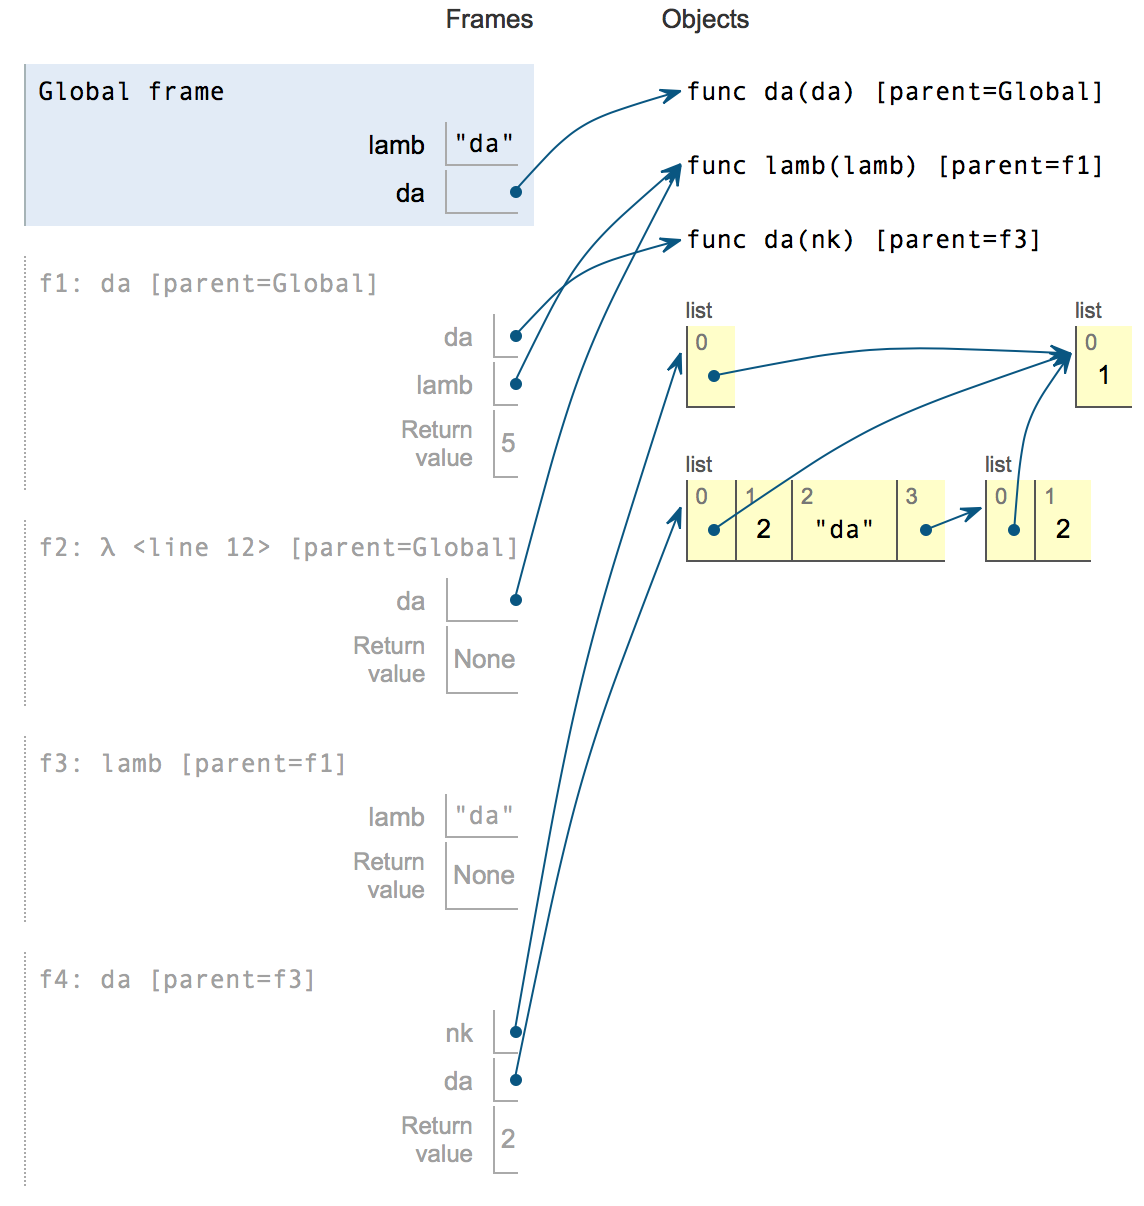 Frames Objects
Global frame
lamb "da"
da
func da(da) [parent=Global]
func lamb(lamb) [parent=f1]
func da(nk) [parent=f3]
f1: da [parent=Global]
da
lamb
Return
value 5
list
0
list
0
1
list
0 1 2 3
2 "da"
list
0 1
2
f2: λ <line 12> [parent=Global]
da
Return
value None
f3: lamb [parent=f1]
lamb "da"
Return
value None
f4: da [parent=f3]
nk
da
Return
value 2